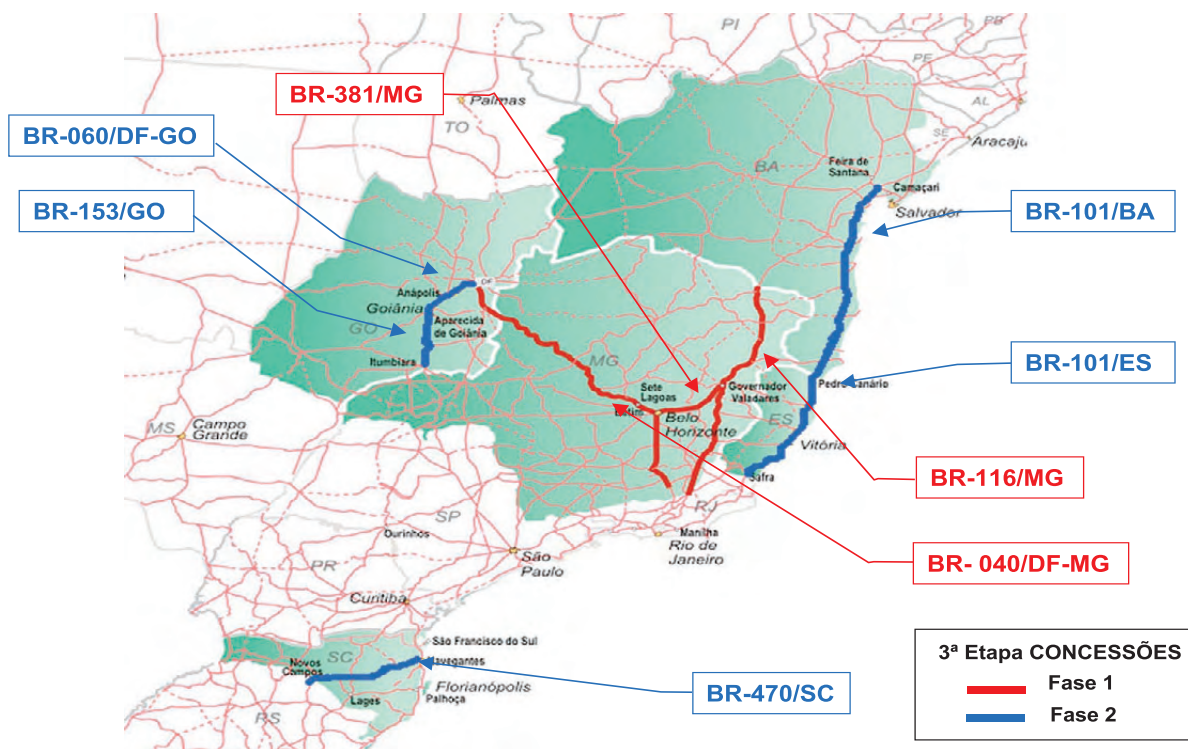 PI
PB
PE
BR-381/MG
Palmas
AL
TO
SE
Aracaju
BR-060/DF-GO
BA
Feira de
Santana
Camaçari
BR-153/GO
Salvador
BR-101/BA
DF
Anápolis
Goiânia
GO
Aparecida
de Goiânia
Itumbiara
MG
BR-101/ES
Pedro Canário
Sete
Lagoas
Governador
Valadares
Betim
Belo
Horizonte
ES
MS
Campo
Grande
Vitória
Safra
BR-116/MG
RJ
SP
Ourinhos
Manilha
Rio de
Janeiro
São
Paulo
BR- 040/DF-MG
PR
Curitiba
São Francisco do Sul
SC
Novos
Campos
Navegantes
Lages
Florianópolis
Palhoça
BR-470/SC
RS
3ª Etapa CONCESSÕES
Fase 1
Fase 2